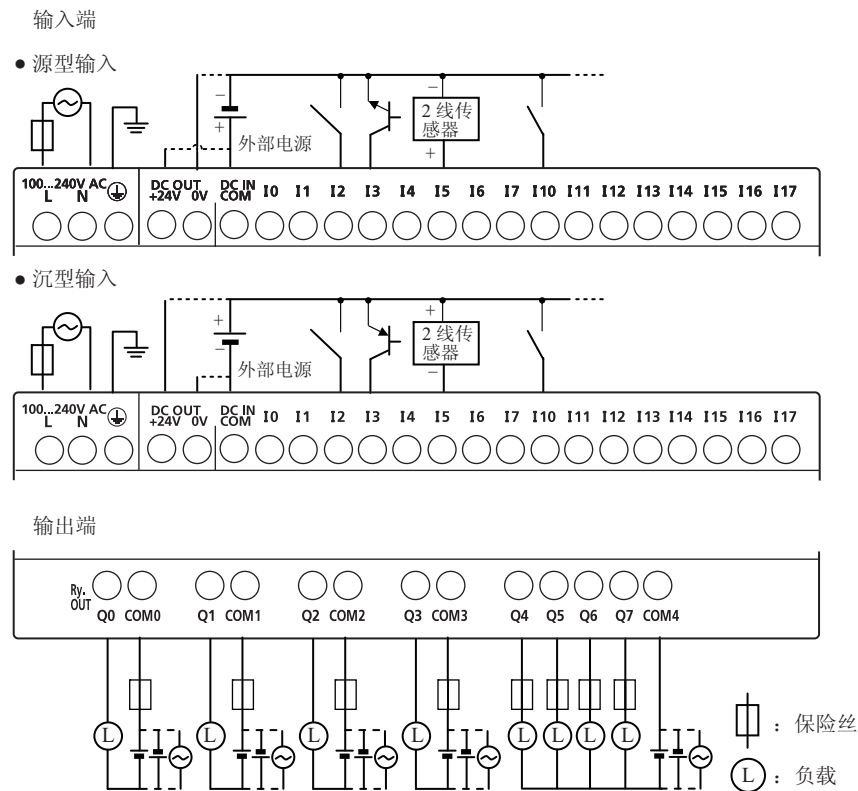 输入端
● 源型输入
−
+
外部电源
−
2 线传
感器
+
100...240V AC
L N
DC OUT
+24V 0V
DC IN
COM
I0 I1 I2 I3 I4 I5 I6 I7 I10 I11 I12 I13 I14 I15 I16 I17
● 沉型输入
+
−
外部电源
+
2 线传
感器
−
100...240V AC
L N
DC OUT
+24V 0V
DC IN
COM
I0 I1 I2 I3 I4 I5 I6 I7 I10 I11 I12 I13 I14 I15 I16 I17
输出端
Ry.
OUT
Q0 COM0 Q1 COM1 Q2 COM2 Q3 COM3 Q4 Q5 Q6 Q7 COM4
L L L L L L L L
：保险丝
L ：负载